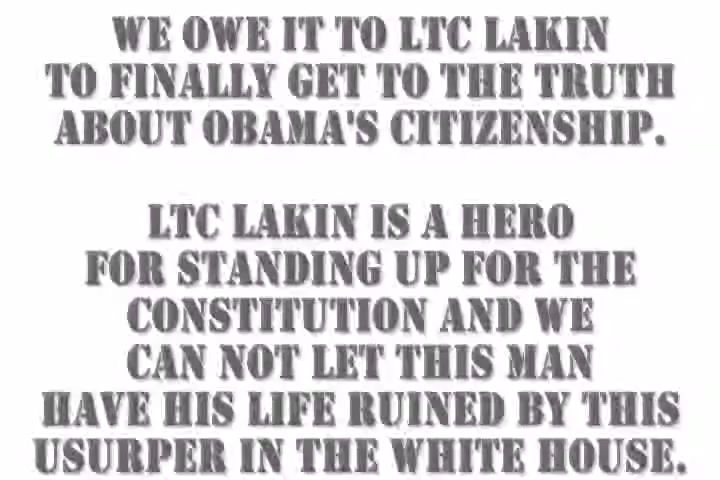 WE OWE IT TO LTC LAKIN
TO FINALLY GET TO THE TRUTH
ABOUT OBAMA'S CITIZENSHIP.
LTC LAKIN IS A HERO
FOR STANDING UP FOR THE
CONSTITUTION AND WE
CAN NOT LET THIS MAN
HAVE HIS LIFE RUINED BY THIS
USURPER IN THE WHITE HOUSE.